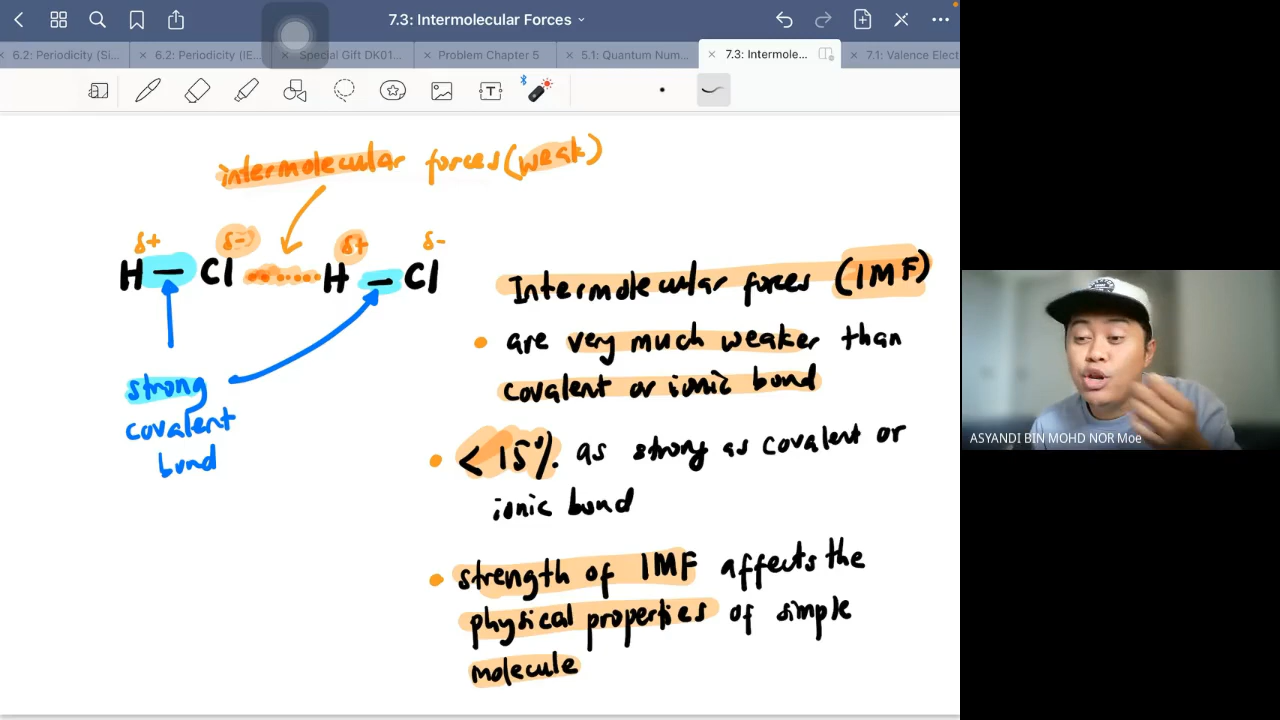 7.3: Intermolecular Forces
6.2: Periodicity (Si...
6.2: Periodicity (IE...
Special Gift DK01...
Problem Chapter 5
5.1: Quantum Num...
7.3: Intermole...
7.1: Valence Elect
intermolecular forces (weak)
δ+ δ- δ+ δ-
H — Cl ...... H — Cl
strong
covalent
bond
Intermolecular forces (IMF)
• are very much weaker than
covalent or ionic bond
• < 15% as strong as covalent or
ionic bond
• strength of IMF affects the
physical properties of simple
molecule
ASYANDI BIN MOHD NOR Moe